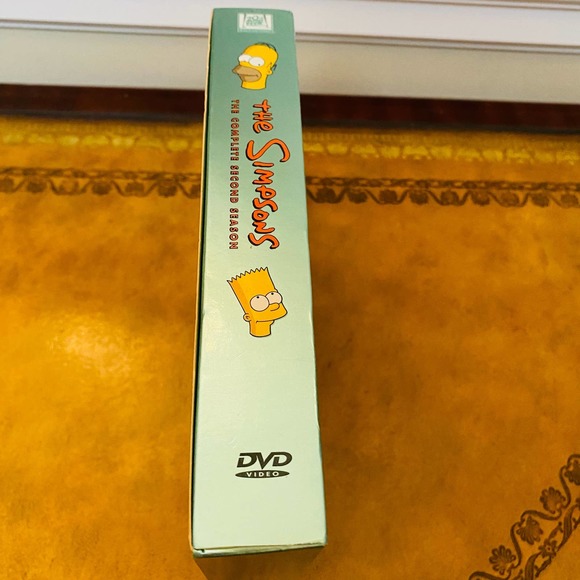 THE SIMPSONS
THE COMPLETE SECOND SEASON
DVD
VIDEO